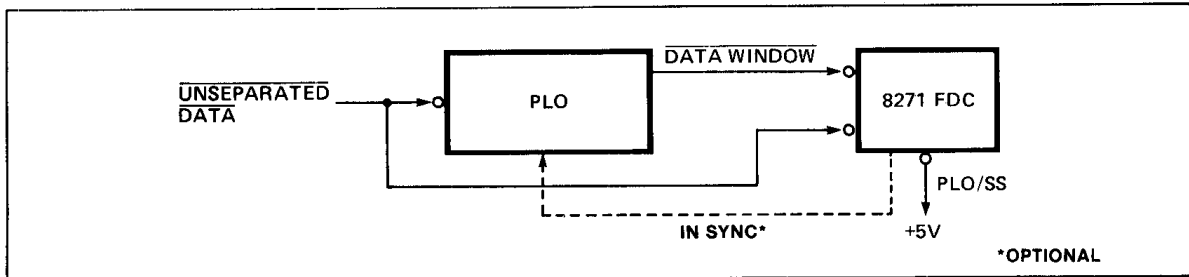 DATA WINDOW
UNSEPARATED
DATA
PLO
8271 FDC
PLO/SS
IN SYNC*
+5V
*OPTIONAL